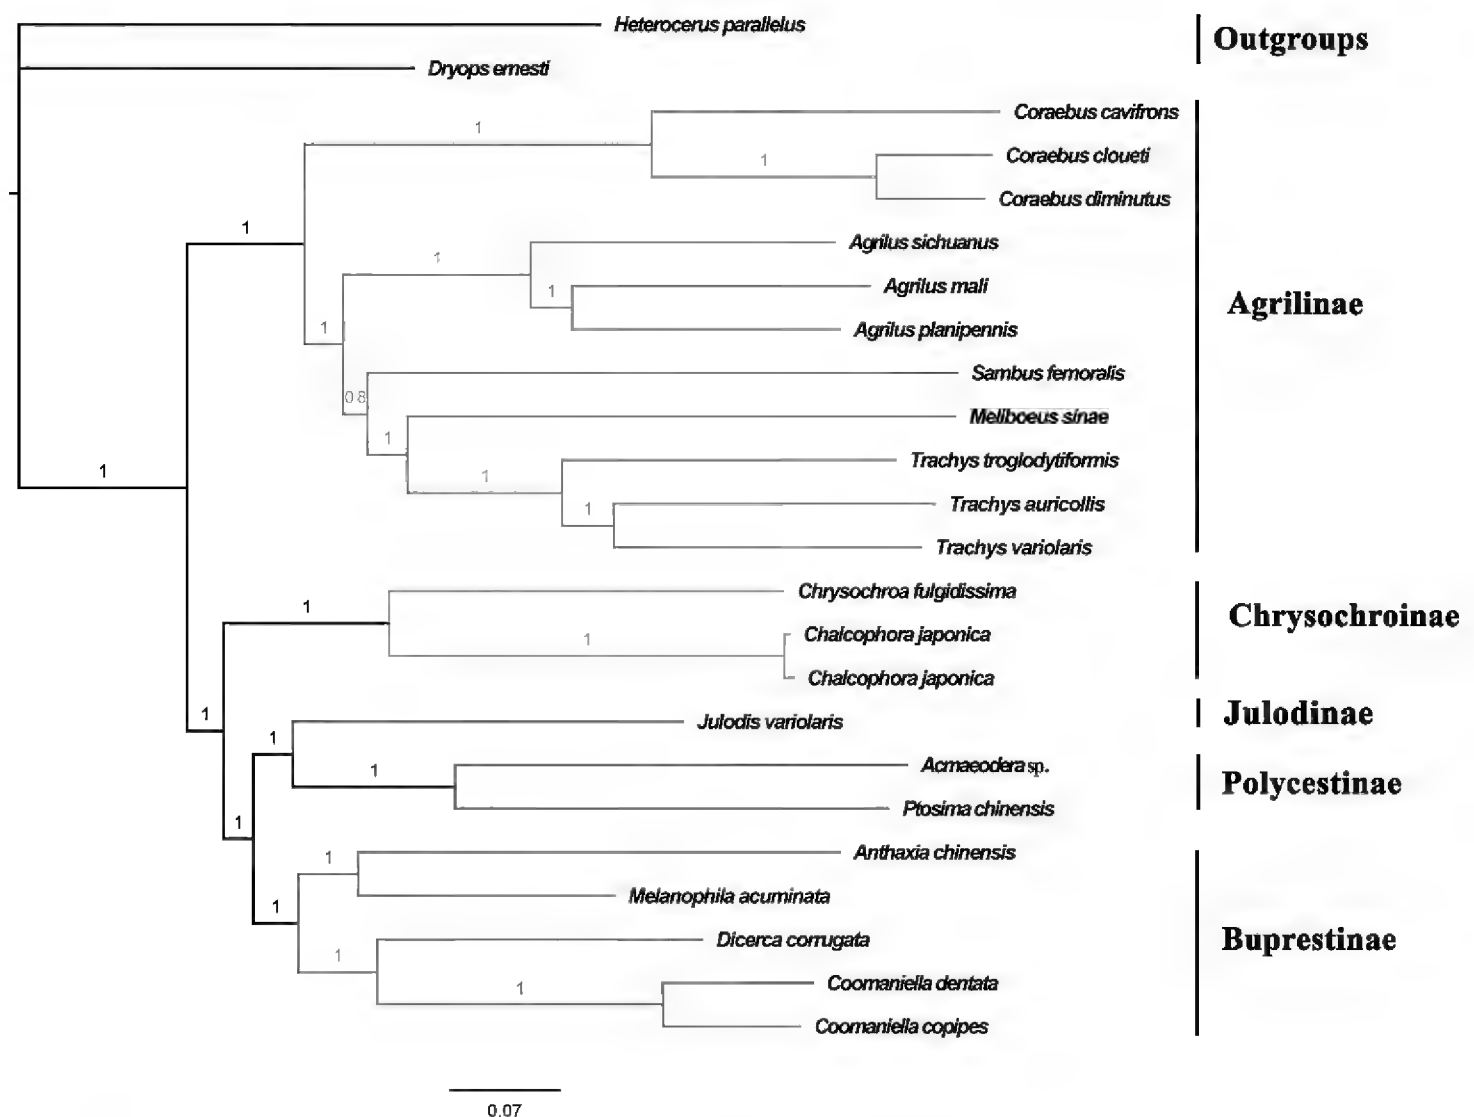 Heterocerus parallelus
Outgroups
Dryops ernesti
Coraebus cavifrons
1
Coraebus cloueti
1
Coraebus diminutus
1
Agrilus sichuanus
1
Agrilus mali
1
Agrilinae
1
Agrilus planipennis
Sambus femoralis
0.8
Meliboeus sinae
1
Trachys troglodytiformis
1
1
Trachys auricollis
1
Trachys variolaris
Chrysochroa fulgidissima
1
Chrysochroinae
Chalcophora japonica
1
Chalcophora japonica
1
Julodis variolaris
Julodinae
1
Acmaeodera sp.
1
Polycestinae
Ptosima chinensis
1
Anthaxia chinensis
1
Melanophila acuminata
1
Dicerca corrugata
Buprestinae
1
Coomaniella dentata
1
Coomaniella copipes
0.07